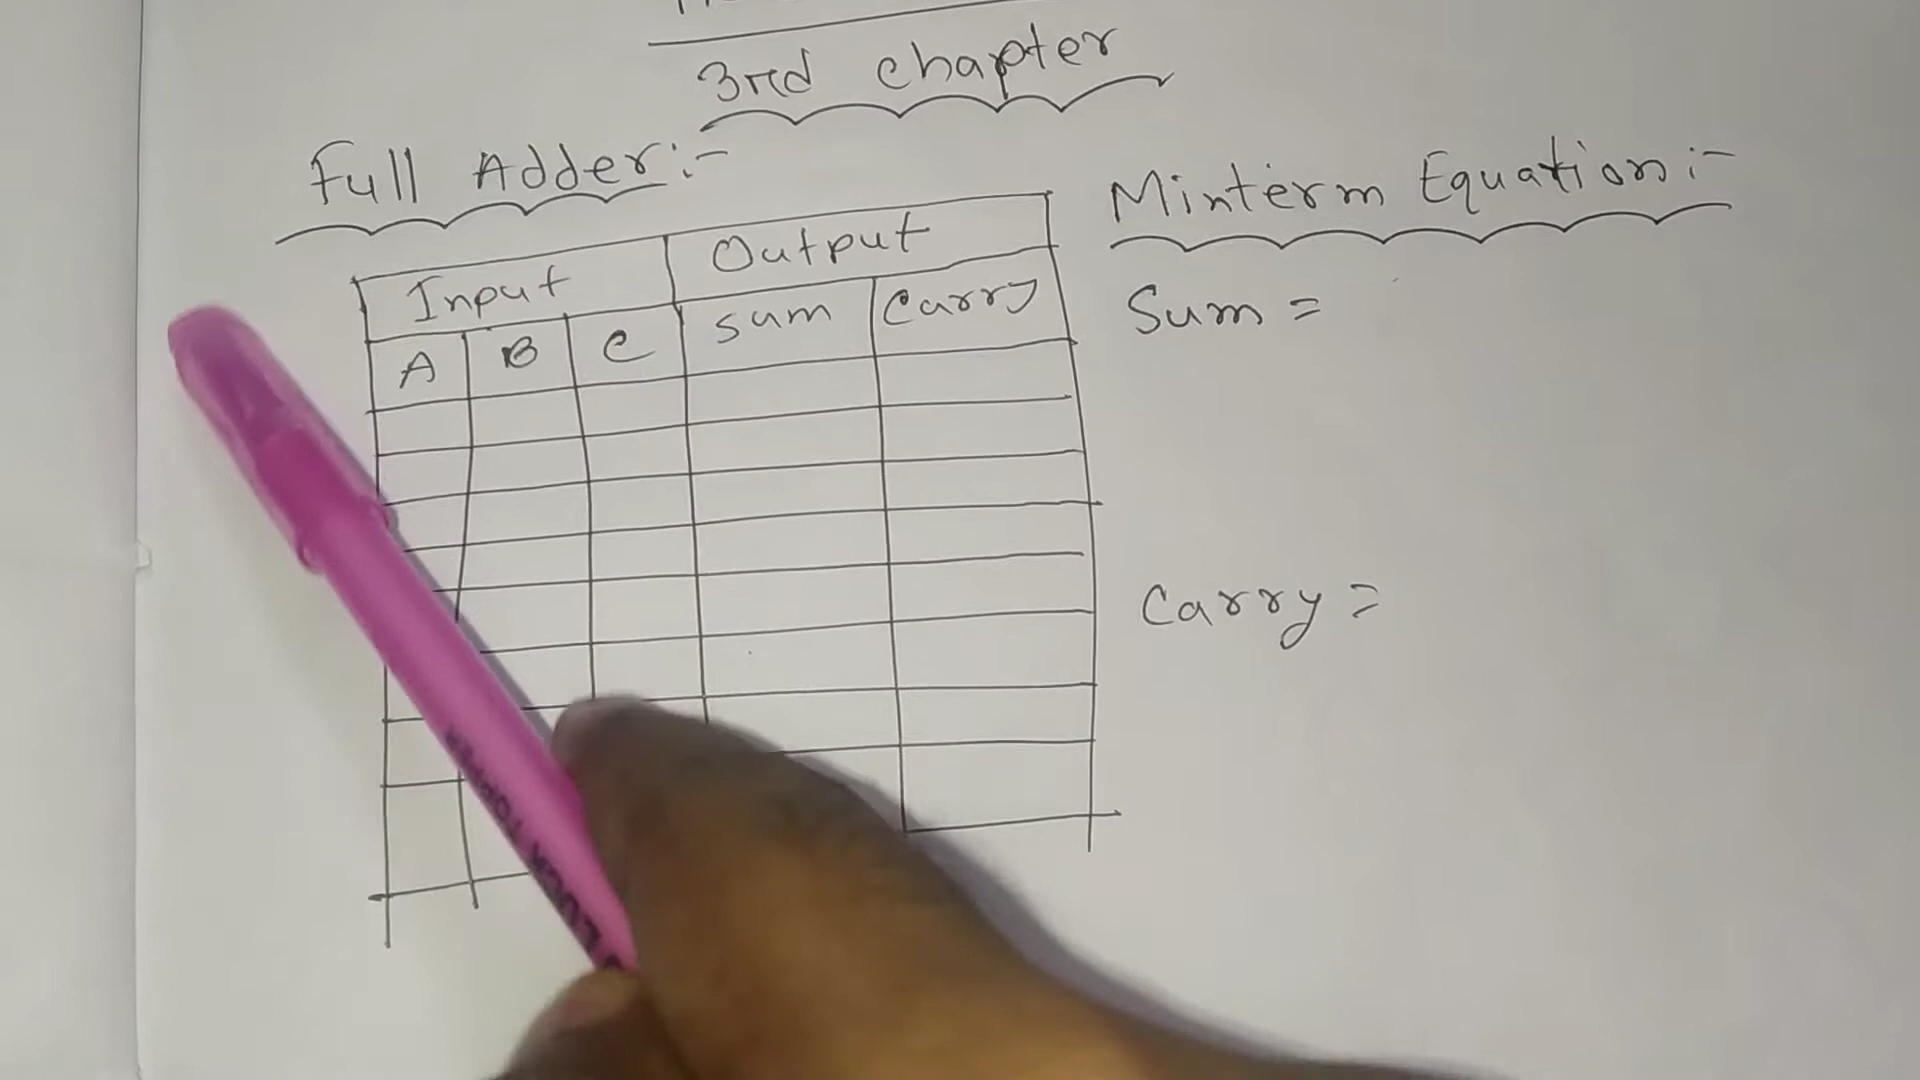 3rd chapter
Full Adder:-
Minterm Equation:-
Input Output
A B C Sum Carry
Sum =
Carry =